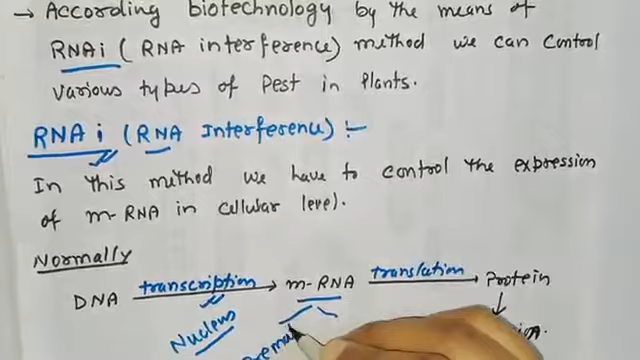 → According biotechnology by the means of
RNAi ( RNA interference) method we can control
various types of Pest in Plants.
RNA i (RNA Interference) :-
In this method we have to control the expression
of m-RNA in cellular level.
Normally
DNA transcription m-RNA translation Protein
Nucleus